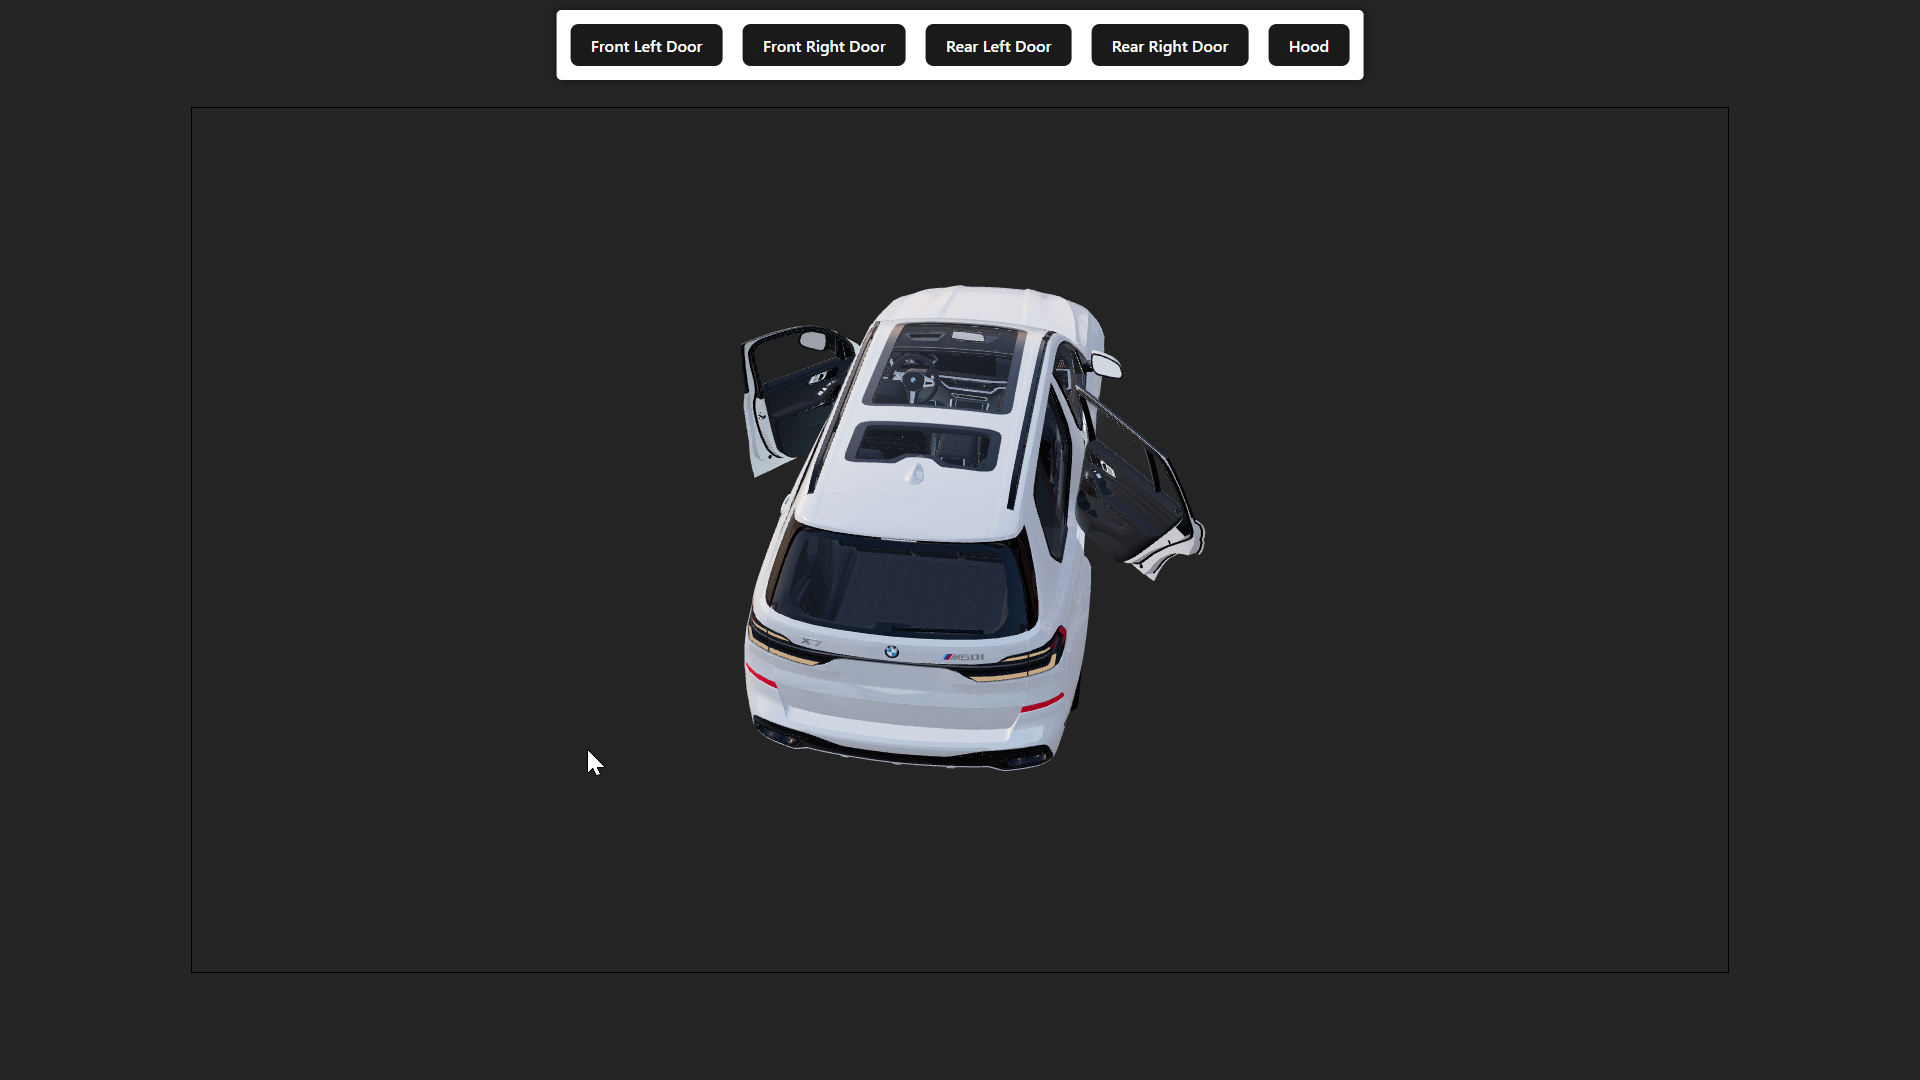 Front Left Door
Front Right Door
Rear Left Door
Rear Right Door
Hood
X7
M60i